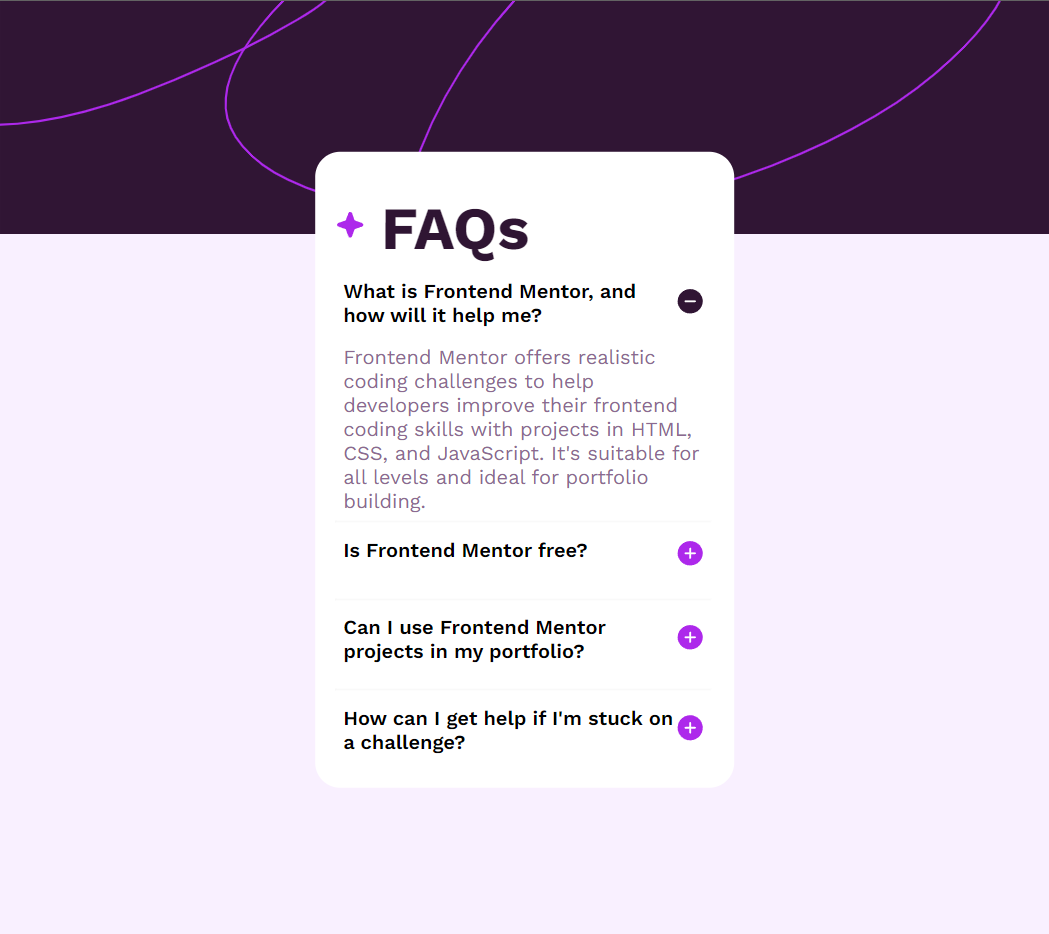 FAQs
What is Frontend Mentor, and
how will it help me?
Frontend Mentor offers realistic
coding challenges to help
developers improve their frontend
coding skills with projects in HTML,
CSS, and JavaScript. It's suitable for
all levels and ideal for portfolio
building.
Is Frontend Mentor free?
Can I use Frontend Mentor
projects in my portfolio?
How can I get help if I'm stuck on
a challenge?